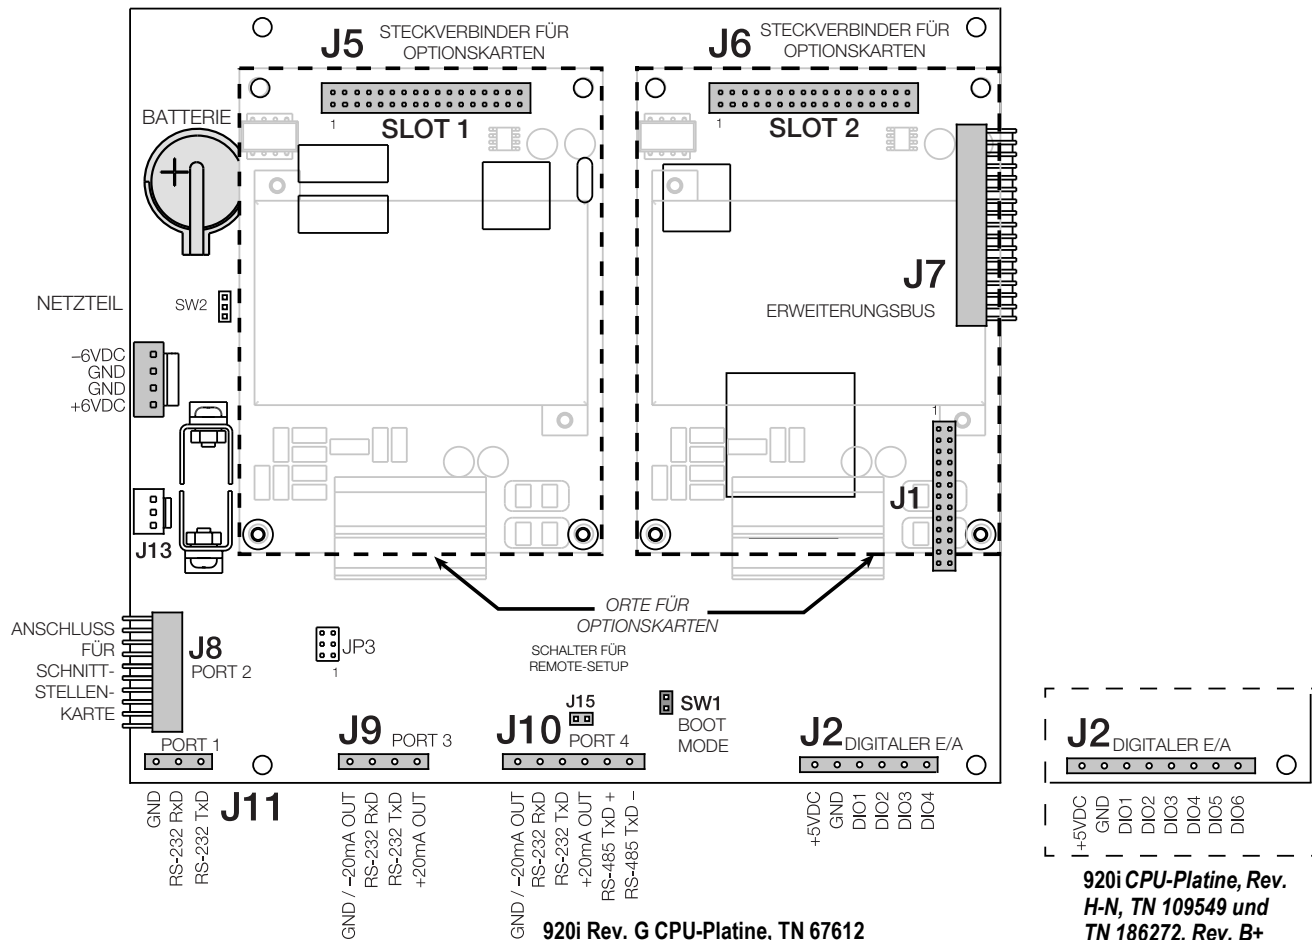 J5
STECKVERBINDER FÜR
OPTIONSKARTEN
J6
STECKVERBINDER FÜR
OPTIONSKARTEN
1
SLOT 1
1
SLOT 2
BATTERIE
+
J7
ERWEITERUNGSBUS
NETZTEIL
SW2
–6VDC
GND
GND
+6VDC
1
J1
J13
ORTE FÜR
OPTIONSKARTEN
ANSCHLUSS
FÜR
SCHNITT-
STELLEN-
KARTE
J8
PORT 2
JP3
1
SCHALTER FÜR
REMOTE-SETUP
J15
SW1
BOOT
MODE
PORT 1
J9 PORT 3
J10 PORT 4
J2 DIGITALER E/A
J2 DIGITALER E/A
J11
GND
RS-232 RxD
RS-232 TxD
GND / –20mA OUT
RS-232 RxD
RS-232 TxD
+20mA OUT
GND / –20mA OUT
RS-232 RxD
RS-232 TxD
+20mA OUT
RS-485 TxD +
RS-485 TxD –
+5VDC
GND
DIO1
DIO2
DIO3
DIO4
+5VDC
GND
DIO1
DIO2
DIO3
DIO4
DIO5
DIO6
920i Rev. G CPU-Platine, TN 67612
920i CPU-Platine, Rev.
H-N, TN 109549 und
TN 186272, Rev. B+